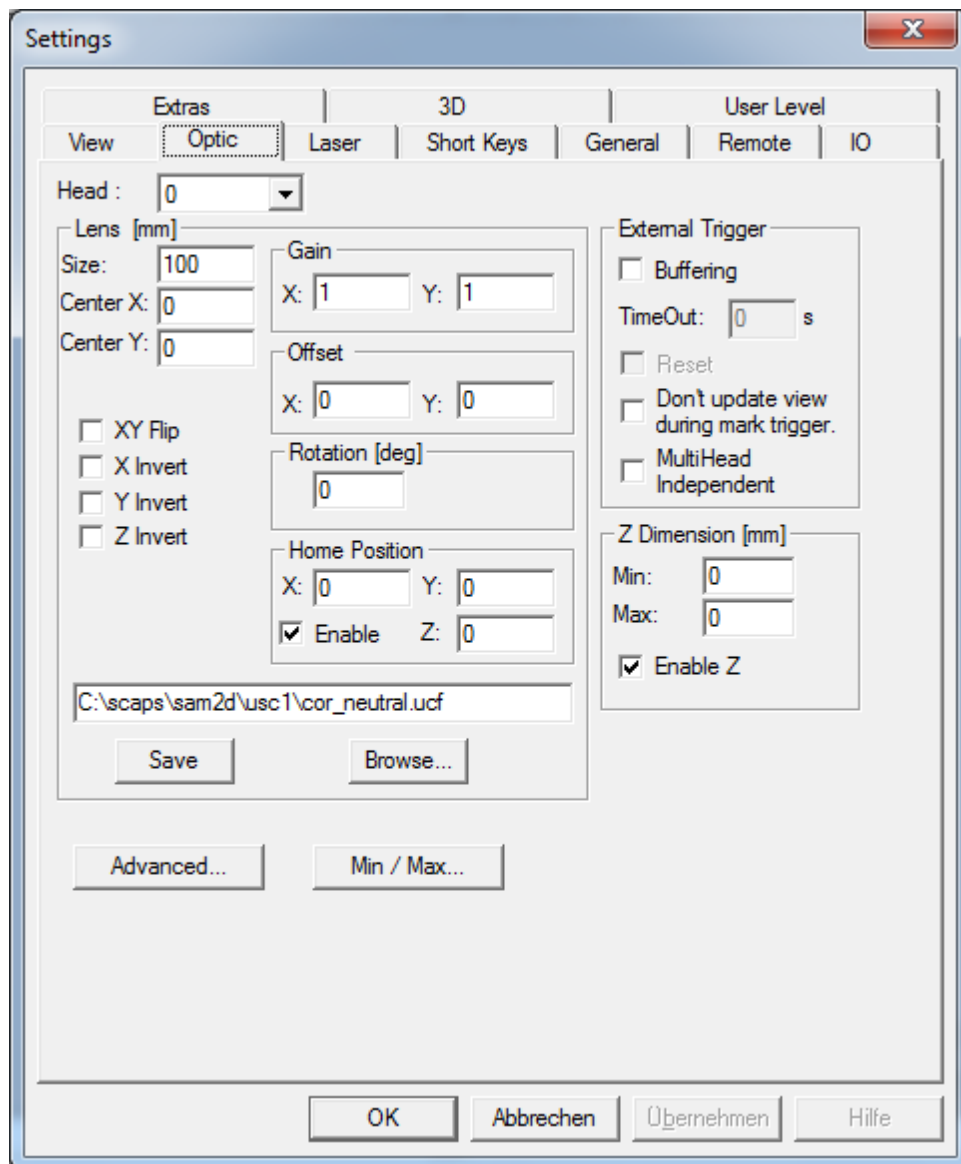 Settings
X
Extras 3D User Level
View Optic Laser Short Keys General Remote IO
Head : 0
Lens [mm]
Size: 100
Center X: 0
Center Y: 0
XY Flip
X Invert
Y Invert
Z Invert
Gain
X: 1 Y: 1
Offset
X: 0 Y: 0
Rotation [deg]
0
Home Position
X: 0 Y: 0
Enable Z: 0
C:\scaps\sam2d\usc1\cor_neutral.ucf
Save Browse...
External Trigger
Buffering
TimeOut: 0 s
Reset
Don't update view
during mark trigger.
MultiHead
Independent
Z Dimension [mm]
Min: 0
Max: 0
Enable Z
Advanced... Min / Max...
OK Abbrechen Übernehmen Hilfe